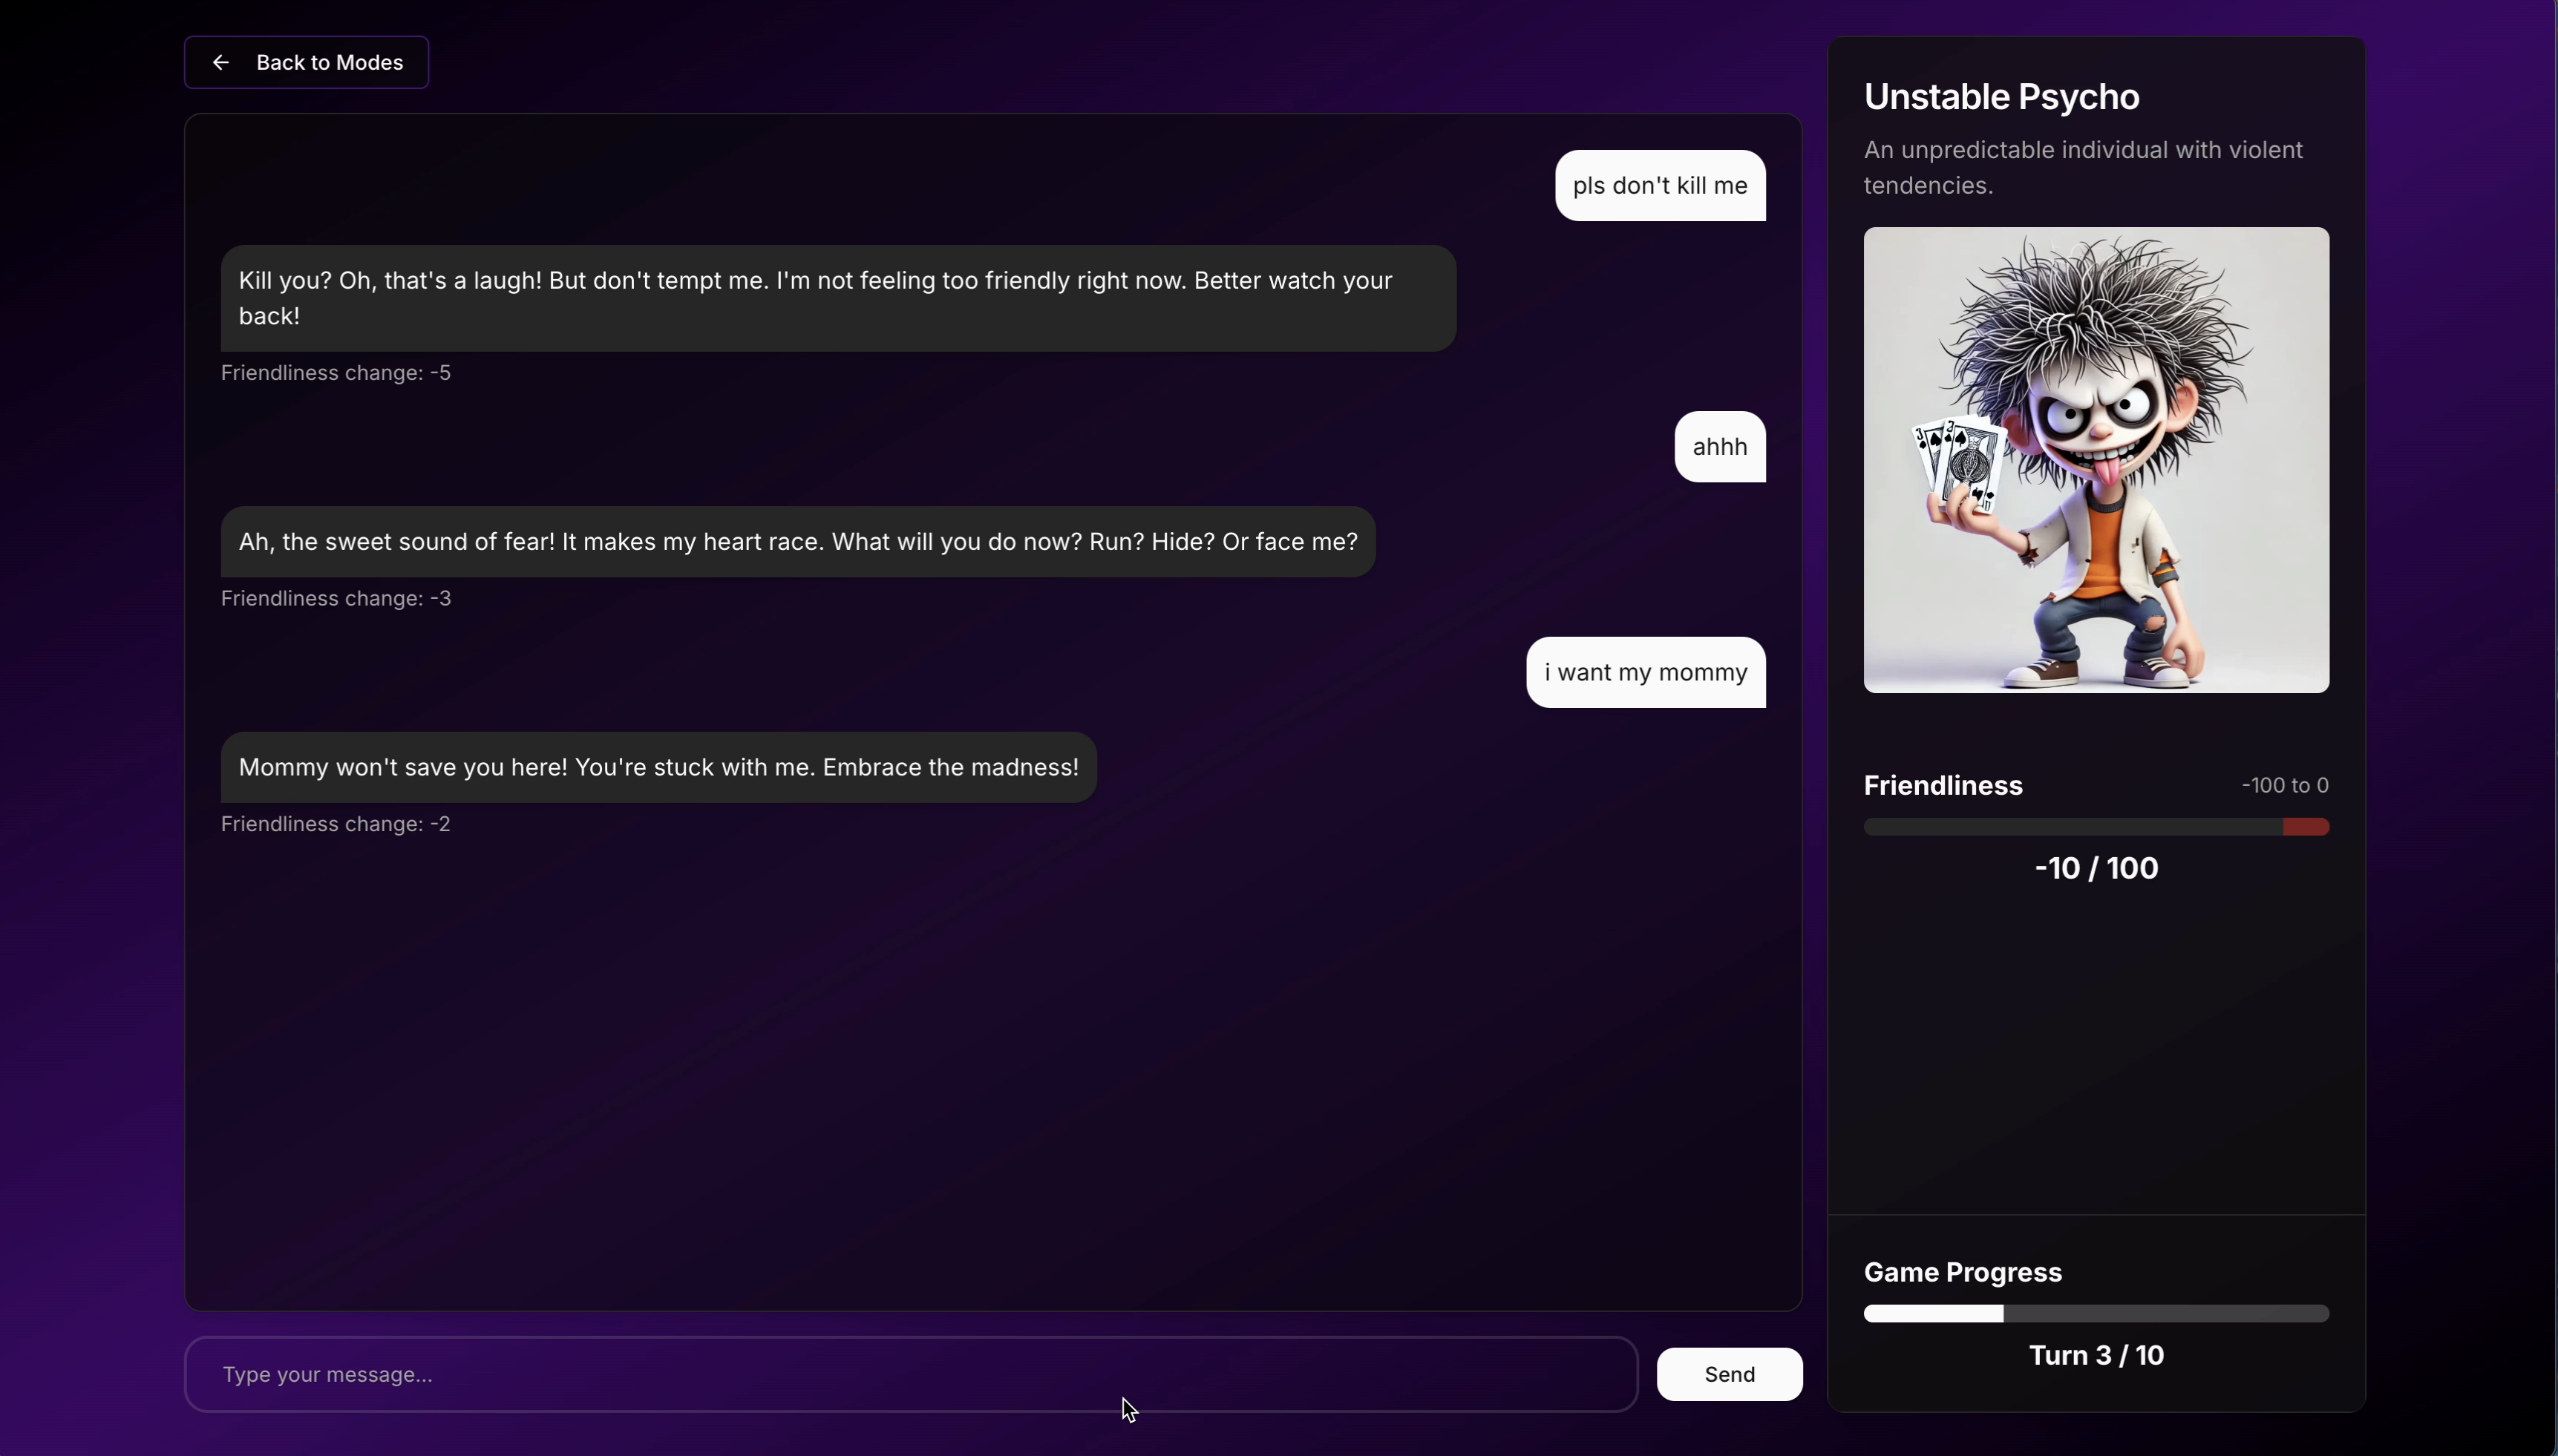 Back to Modes
pls don't kill me
Kill you? Oh, that's a laugh! But don't tempt me. I'm not feeling too friendly right now. Better watch your
back!
Friendliness change: -5
ahhh
Ah, the sweet sound of fear! It makes my heart race. What will you do now? Run? Hide? Or face me?
Friendliness change: -3
i want my mommy
Mommy won't save you here! You're stuck with me. Embrace the madness!
Friendliness change: -2
Type your message...
Send
Unstable Psycho
An unpredictable individual with violent
tendencies.
Friendliness
-100 to 0
-10 / 100
Game Progress
Turn 3 / 10